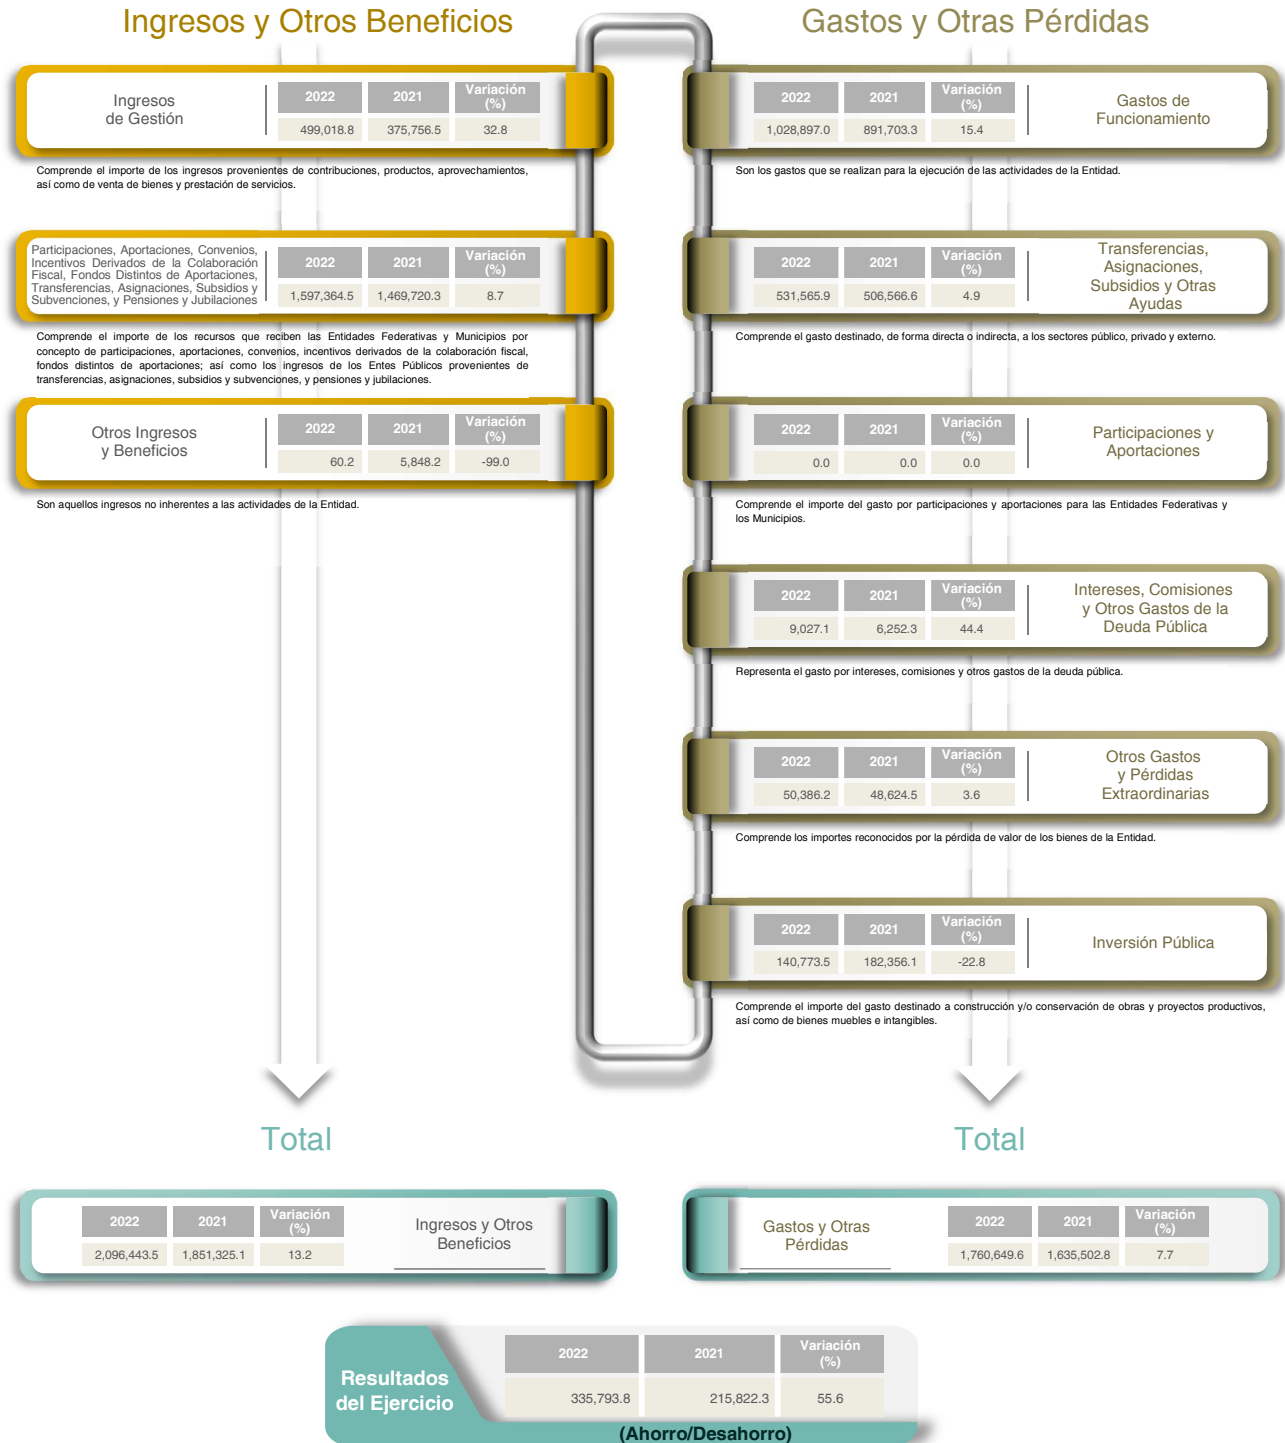 Ingresos y Otros Beneficios
Ingresos
de Gestión
2022 2021 Variación (%)
499,018.8 375,756.5 32.8
Comprende el importe de los ingresos provenientes de contribuciones, productos, aprovechamientos,
así como de venta de bienes y prestación de servicios.
Participaciones, Aportaciones, Convenios,
Incentivos Derivados de la Colaboración
Fiscal, Fondos Distintos de Aportaciones,
Transferencias, Asignaciones, Subsidios y
Subvenciones, y Pensiones y Jubilaciones
2022 2021 Variación (%)
1,597,364.5 1,469,720.3 8.7
Comprende el importe de los recursos que reciben las Entidades Federativas y Municipios por
concepto de participaciones, aportaciones, convenios, incentivos derivados de la colaboración fiscal,
fondos distintos de aportaciones; así como los ingresos de los Entes Públicos provenientes de
transferencias, asignaciones, subsidios y subvenciones, y pensiones y jubilaciones.
Otros Ingresos
y Beneficios
2022 2021 Variación (%)
60.2 5,848.2 -99.0
Son aquellos ingresos no inherentes a las actividades de la Entidad.
Gastos y Otras Pérdidas
2022 2021 Variación (%)
1,028,897.0 891,703.3 15.4
Gastos de
Funcionamiento
Son los gastos que se realizan para la ejecución de las actividades de la Entidad.
2022 2021 Variación (%)
531,565.9 506,566.6 4.9
Transferencias,
Asignaciones,
Subsidios y Otras
Ayudas
Comprende el gasto destinado, de forma directa o indirecta, a los sectores público, privado y externo.
2022 2021 Variación (%)
0.0 0.0 0.0
Participaciones y
Aportaciones
Comprende el importe del gasto por participaciones y aportaciones para las Entidades Federativas y
los Municipios.
2022 2021 Variación (%)
9,027.1 6,252.3 44.4
Intereses, Comisiones
y Otros Gastos de la
Deuda Pública
Representa el gasto por intereses, comisiones y otros gastos de la deuda pública.
2022 2021 Variación (%)
50,386.2 48,624.5 3.6
Otros Gastos
y Pérdidas
Extraordinarias
Comprende los importes reconocidos por la pérdida de valor de los bienes de la Entidad.
2022 2021 Variación (%)
140,773.5 182,356.1 -22.8
Inversión Pública
Comprende el importe del gasto destinado a construcción y/o conservación de obras y proyectos productivos,
así como de bienes muebles e intangibles.
Total
2022 2021 Variación (%)
2,096,443.5 1,851,325.1 13.2
Ingresos y Otros
Beneficios
Total
Gastos y Otras
Pérdidas
2022 2021 Variación (%)
1,760,649.6 1,635,502.8 7.7
Resultados
del Ejercicio
2022 2021 Variación (%)
335,793.8 215,822.3 55.6
(Ahorro/Desahorro)